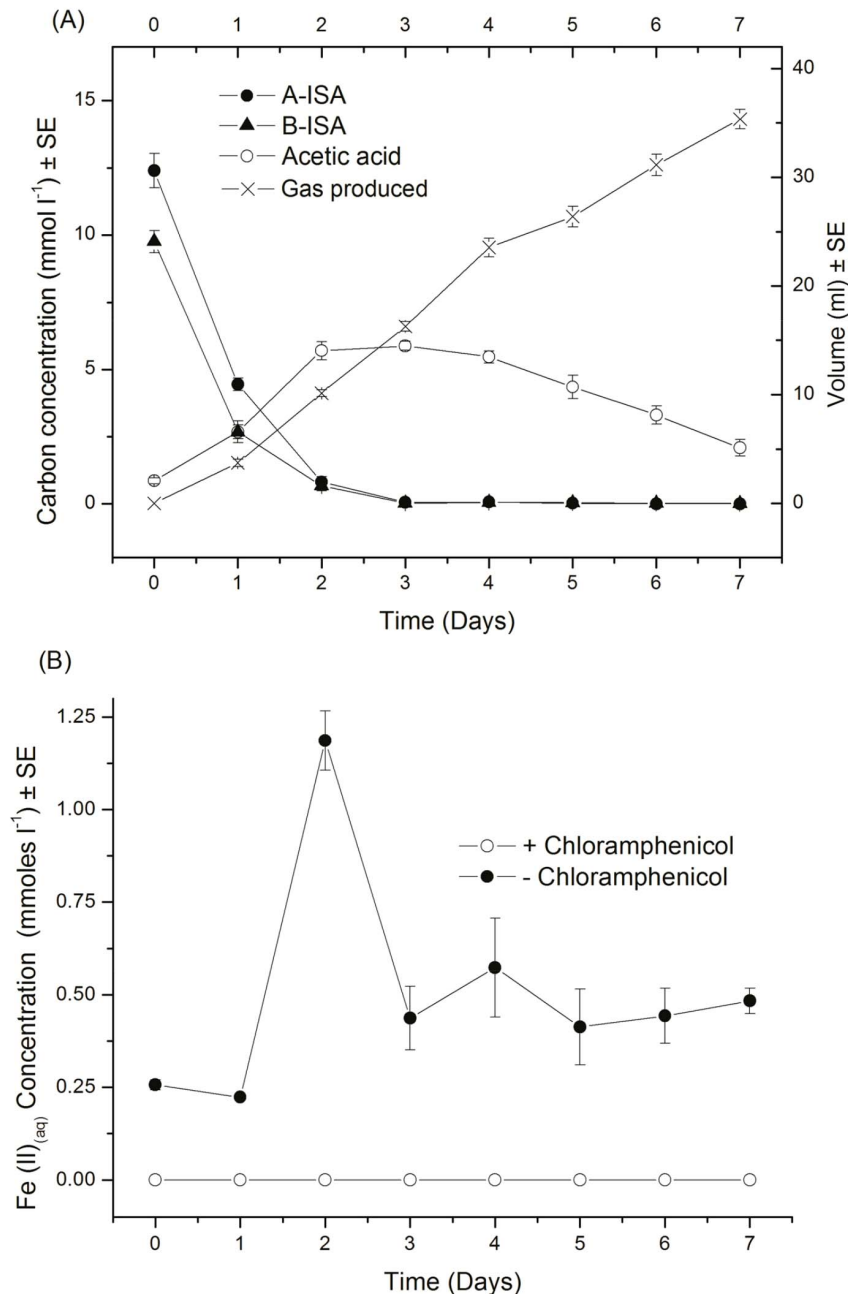 (A)
0 1 2 3 4 5 6 7
Carbon concentration (mmol l⁻¹) ± SE
15
10
5
0
A-ISA
B-ISA
Acetic acid
Gas produced
40
30
20
10
0
Volume (ml) ± SE
0 1 2 3 4 5 6 7
Time (Days)
(B)
Fe (II)(aq) Concentration (mmoles l⁻¹) ± SE
1.25
1.00
0.75
0.50
0.25
0.00
+ Chloramphenicol
- Chloramphenicol
0 1 2 3 4 5 6 7
Time (Days)